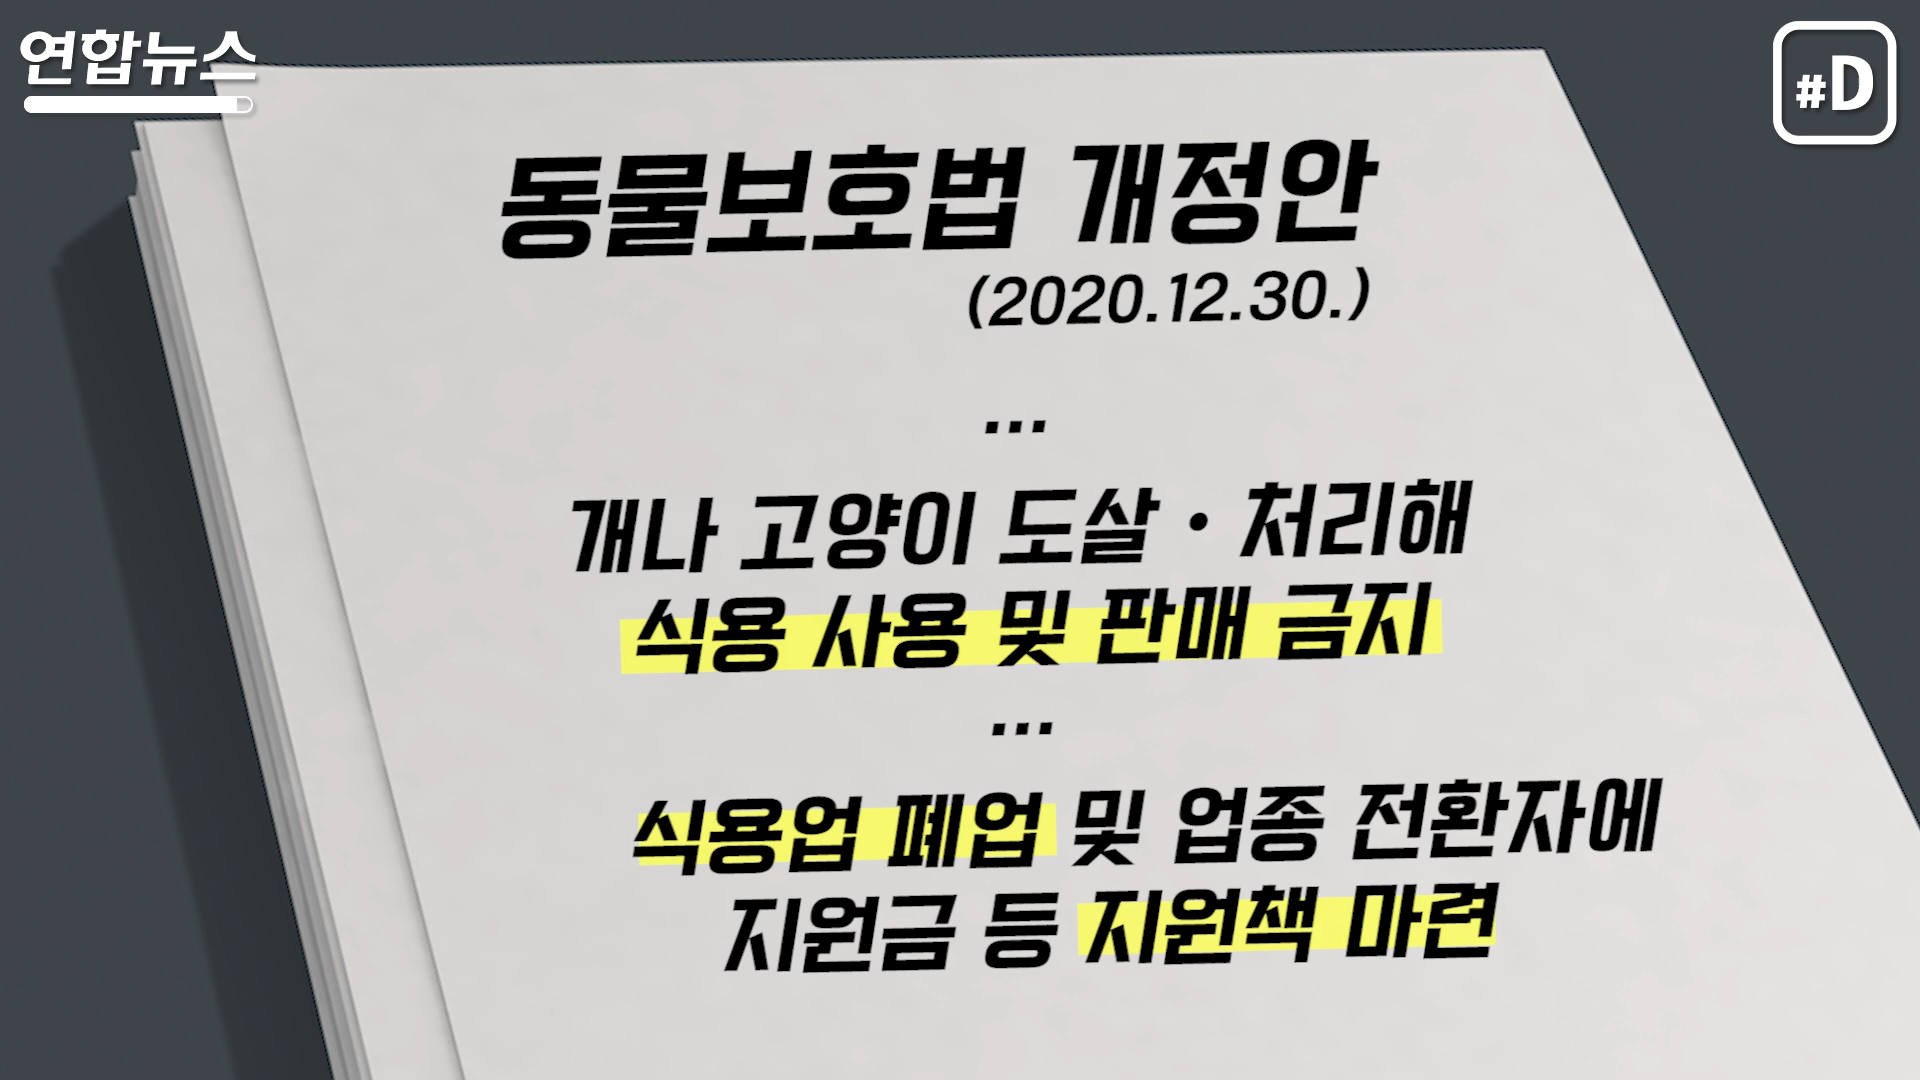 연합뉴스
#D
동물보호법 개정안
(2020.12.30.)
...
개나 고양이 도살·처리해
식용 사용 및 판매 금지
...
식용업 폐업 및 업종 전환자에
지원금 등 지원책 마련